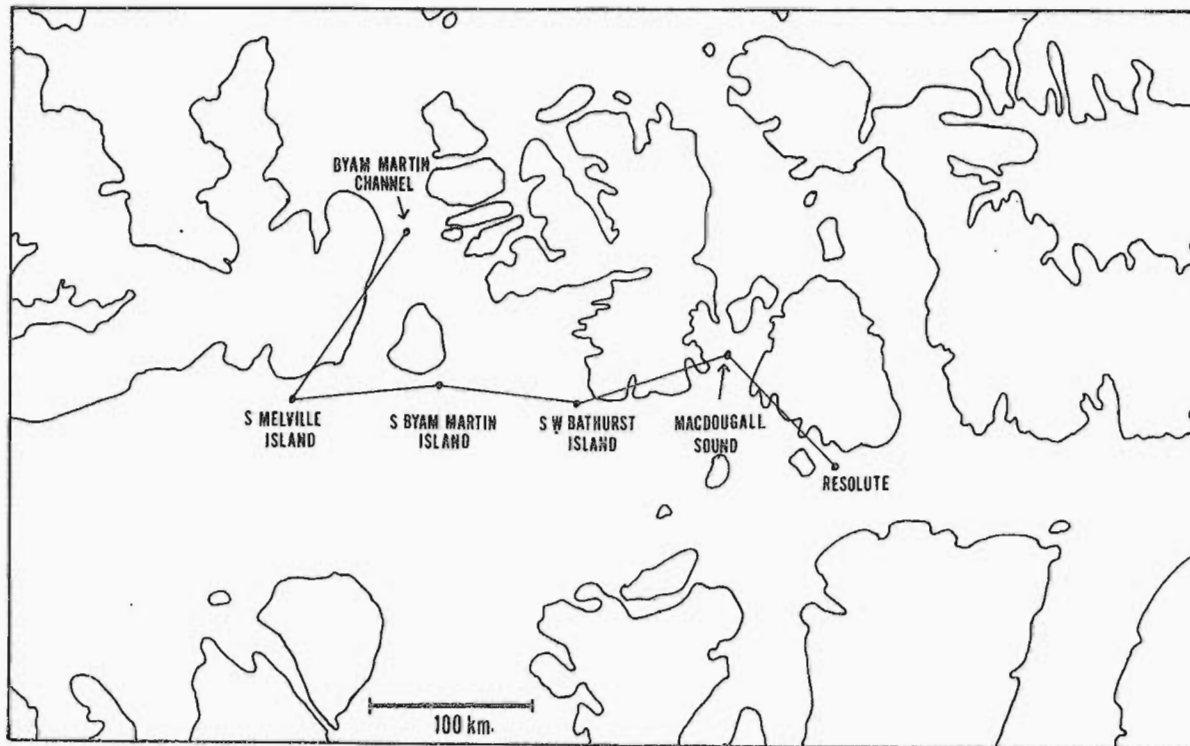 BYAM MARTIN
CHANNEL
S MELVILLE
ISLAND
S BYAM MARTIN
ISLAND
S W BATHURST
ISLAND
MACDOUGALL
SOUND
RESOLUTE
100 km.